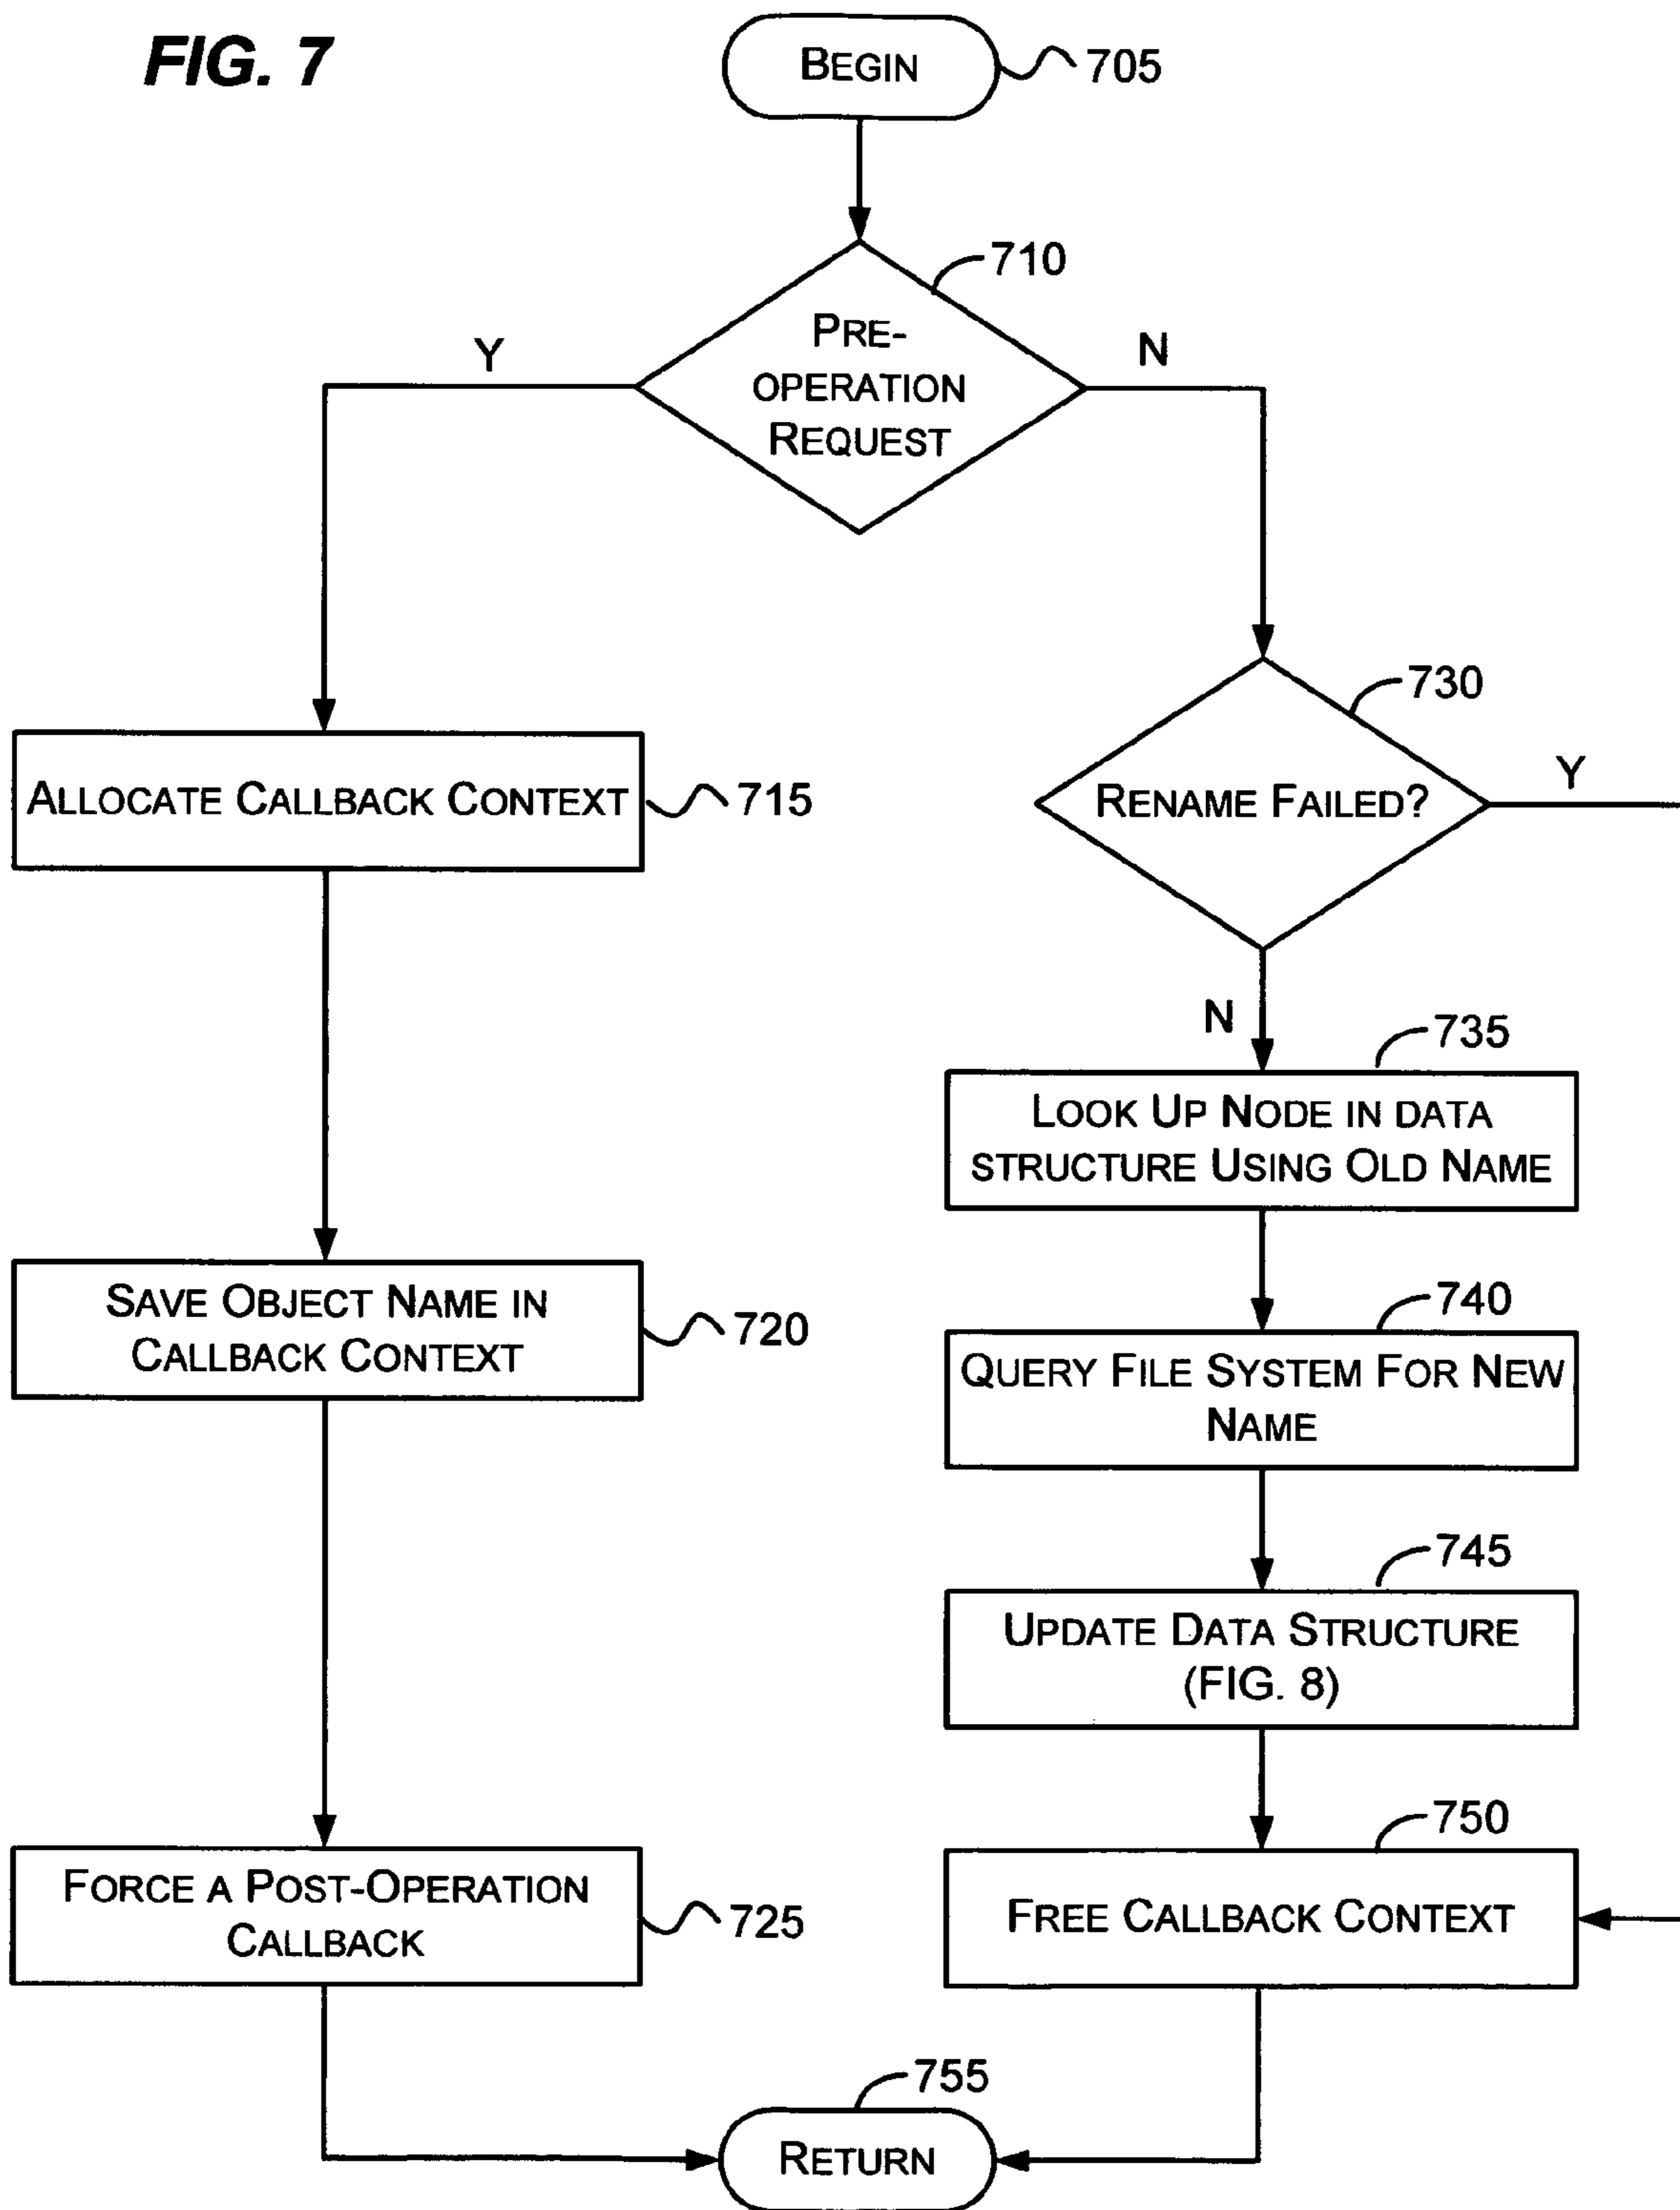 FIG. 7
BEGIN
705
710
PRE-
OPERATION
REQUEST
Y
N
730
RENAME FAILED?
Y
N
ALLOCATE CALLBACK CONTEXT
715
735
LOOK UP NODE IN DATA
STRUCTURE USING OLD NAME
SAVE OBJECT NAME IN
CALLBACK CONTEXT
720
740
QUERY FILE SYSTEM FOR NEW
NAME
745
UPDATE DATA STRUCTURE
(FIG. 8)
FORCE A POST-OPERATION
CALLBACK
725
750
FREE CALLBACK CONTEXT
755
RETURN